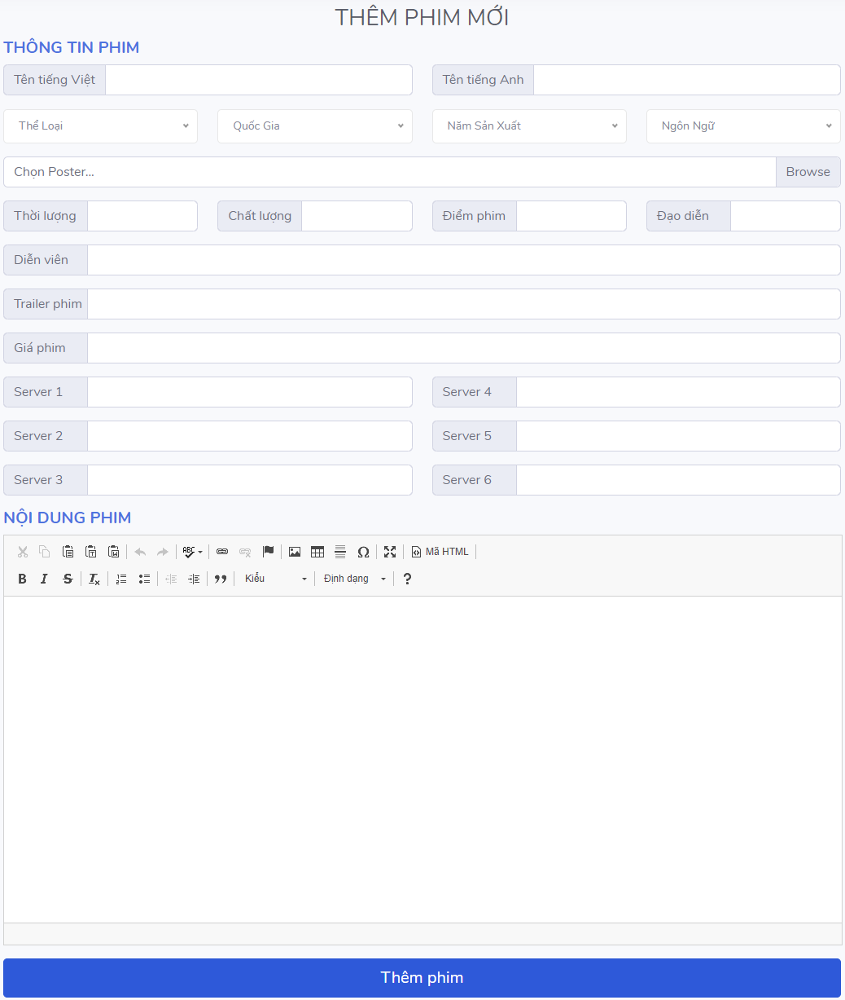 THÊM PHIM MỚI
THÔNG TIN PHIM
Tên tiếng Việt Tên tiếng Anh
Thể Loại Quốc Gia Năm Sản Xuất Ngôn Ngữ
Chọn Poster... Browse
Thời lượng Chất lượng Điểm phim Đạo diễn
Diễn viên
Trailer phim
Giá phim
Server 1 Server 4
Server 2 Server 5
Server 3 Server 6
NỘI DUNG PHIM
ABC Ω Mã HTML
B I S Tx Kiểu Định dạng ?
Thêm phim